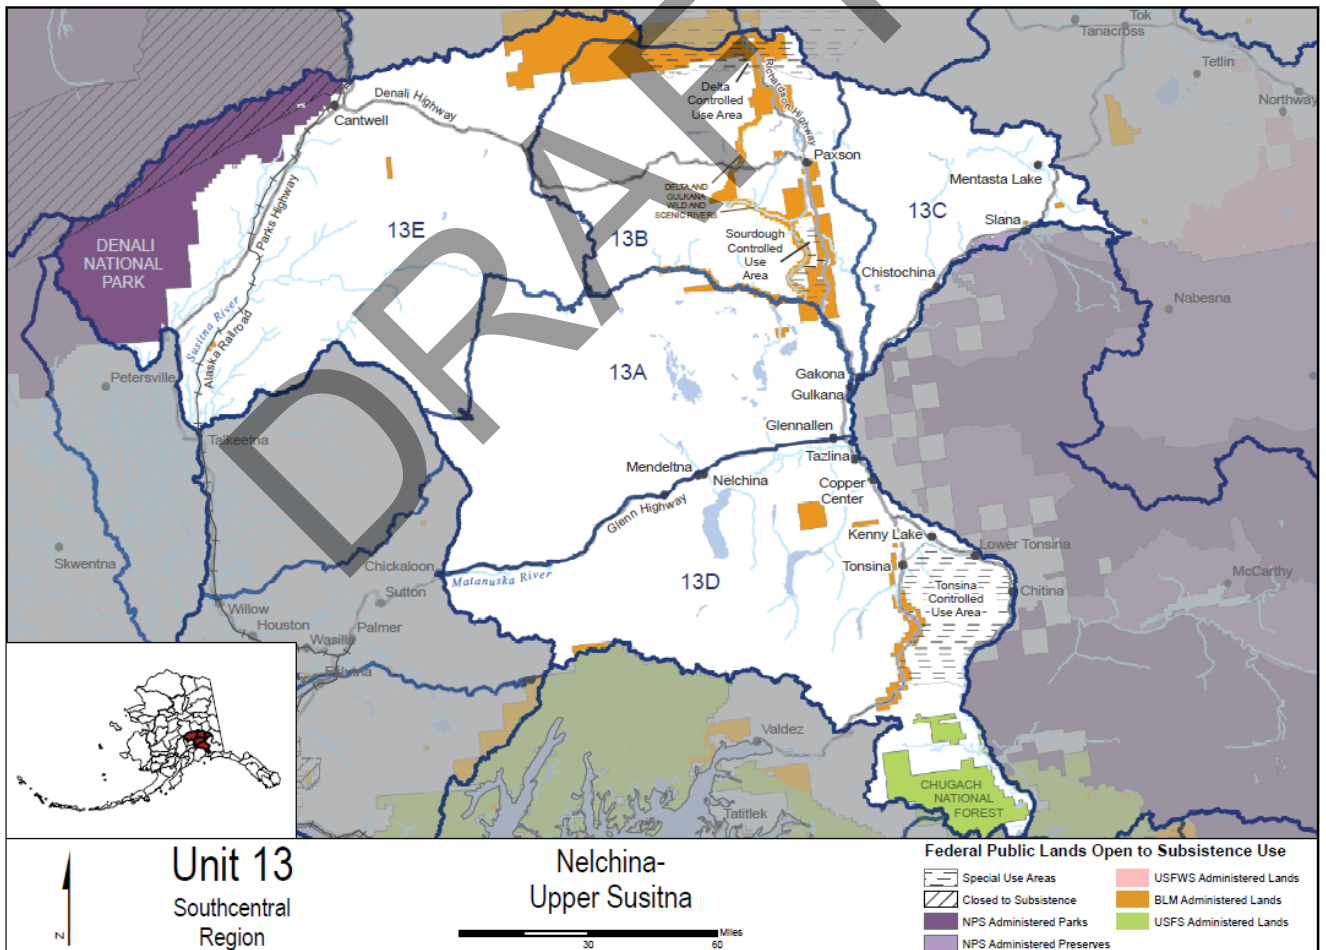 DRAFT
Tok
Tanacross
Tetlin
Northway
Denali Highway
Cantwell
Delta
Controlled
Use Area
Richardson Highway
Paxson
Mentasta Lake
DELTA AND
GULKANA
WILD AND
SCENIC RIVERS
13C
Slana
Parks Highway
13E
13B
Sourdough
Controlled
Use
Area
DENALI
NATIONAL
PARK
Chistochina
Nabesna
Susitna River
Alaska Railroad
Petersville
13A
Gakona
Gulkana
Talkeetna
Glennallen
Tazlina
Mendeltna
Nelchina
Copper
Center
Glenn Highway
Kenny Lake
Lower Tonsina
Skwentna
Chickaloon
Matanuska River
Tonsina
McCarthy
13D
Tonsina
Controlled
Use Area
Chitina
Sutton
Willow
Houston
Palmer
Wasilla
Eklutna
Valdez
CHUGACH
NATIONAL
FOREST
Tatitlek
N
Unit 13
Southcentral
Region
Nelchina-
Upper Susitna
Miles
30
60
Federal Public Lands Open to Subsistence Use
Special Use Areas
USFWS Administered Lands
Closed to Subsistence
BLM Administered Lands
NPS Administered Parks
USFS Administered Lands
NPS Administered Preserves